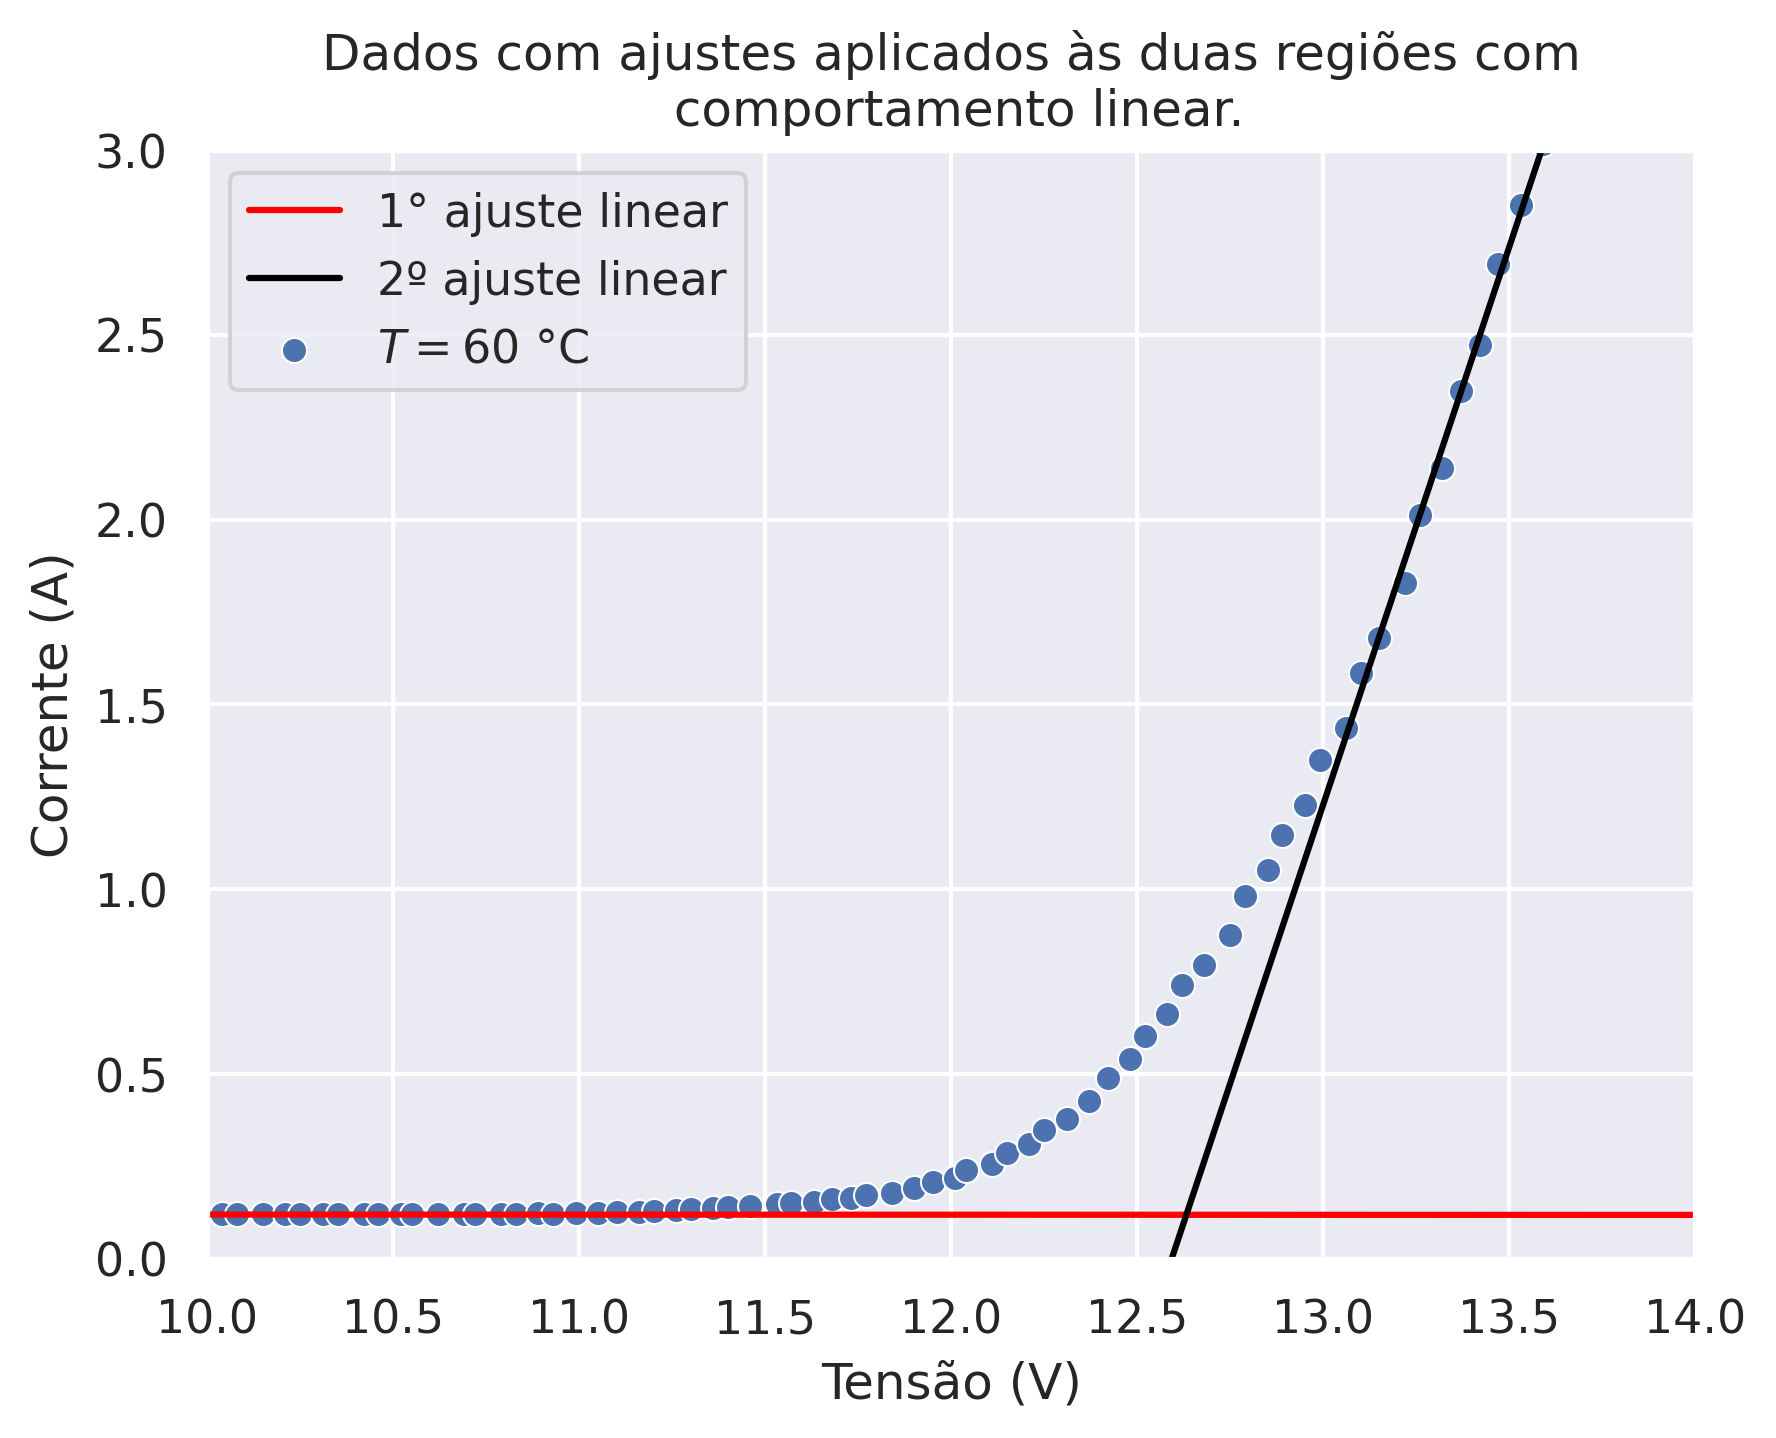 Dados com ajustes aplicados às duas regiões com
comportamento linear.
3.0
2.5
2.0
1.5
1.0
0.5
0.0
Corrente (A)
1° ajuste linear
2º ajuste linear
T = 60 °C
10.0 10.5 11.0 11.5 12.0 12.5 13.0 13.5 14.0
Tensão (V)